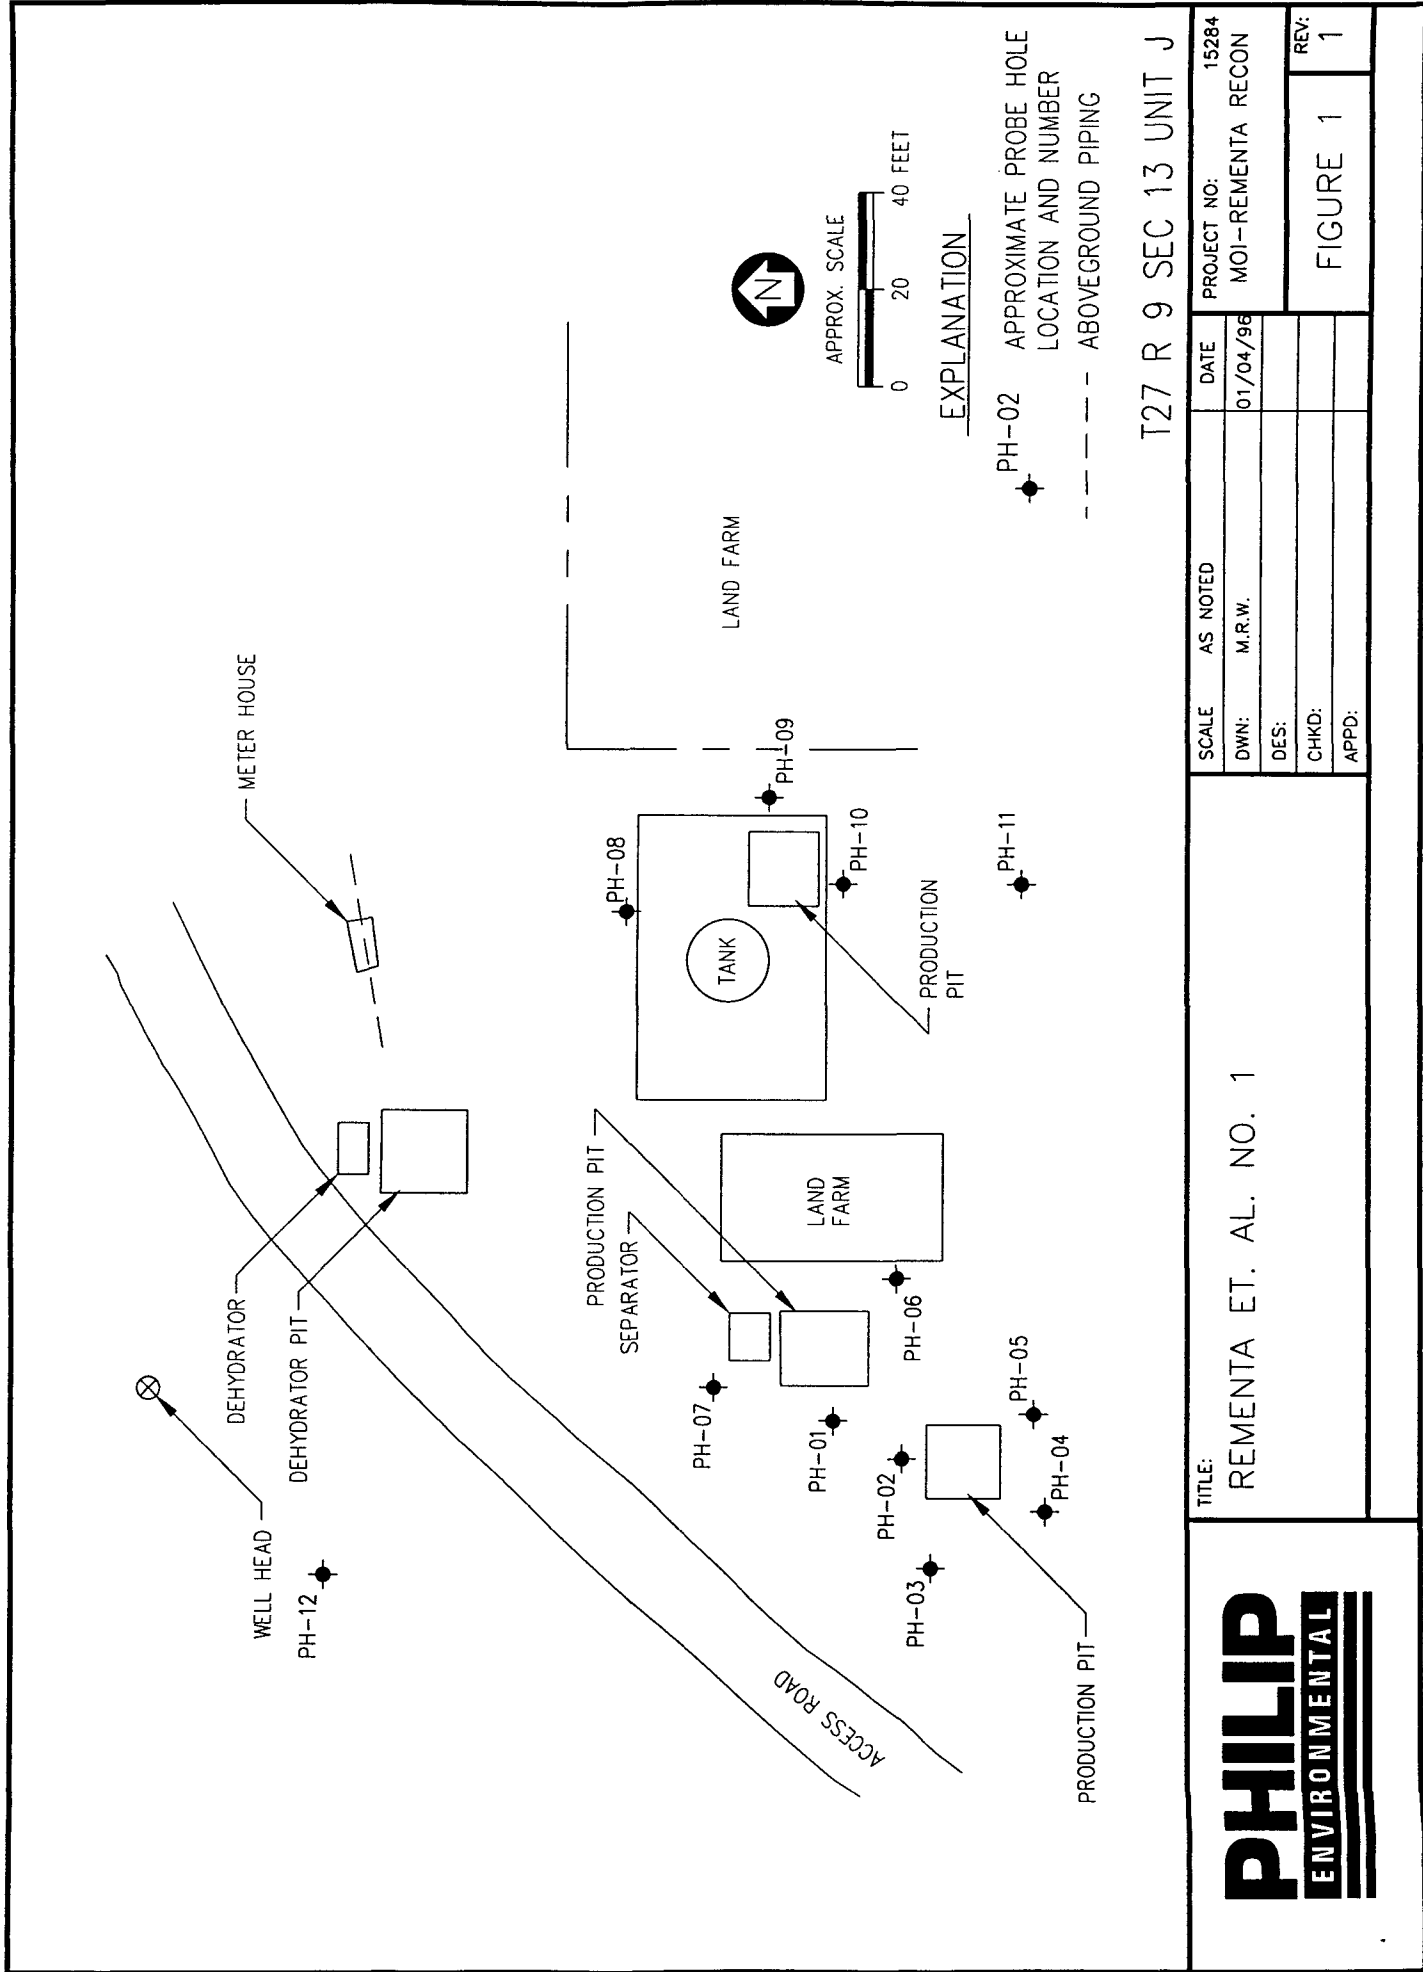 WELL HEAD
PH-12
DEHYDRATOR
DEHYDRATOR PIT
METER HOUSE
ACCESS ROAD
PRODUCTION PIT
SEPARATOR
PH-07
PH-01
PH-02
PH-03
PH-04
PH-05
PH-06
PRODUCTION PIT
LAND
FARM
TANK
PH-08
PH-09
PH-10
PH-11
PRODUCTION
PIT
LAND FARM
N
APPROX. SCALE
0 20 40 FEET
EXPLANATION
PH-02 APPROXIMATE PROBE HOLE
LOCATION AND NUMBER
ABOVEGROUND PIPING
T27 R 9 SEC 13 UNIT J
PHILIP
ENVIRONMENTAL
TITLE:
REMENTA ET. AL. NO. 1
SCALE AS NOTED DATE
DWN: M.R.W. 01/04/96
DES:
CHKD:
APPD:
PROJECT NO: 15284
MOI-REMENTA RECON
FIGURE 1
REV:
1